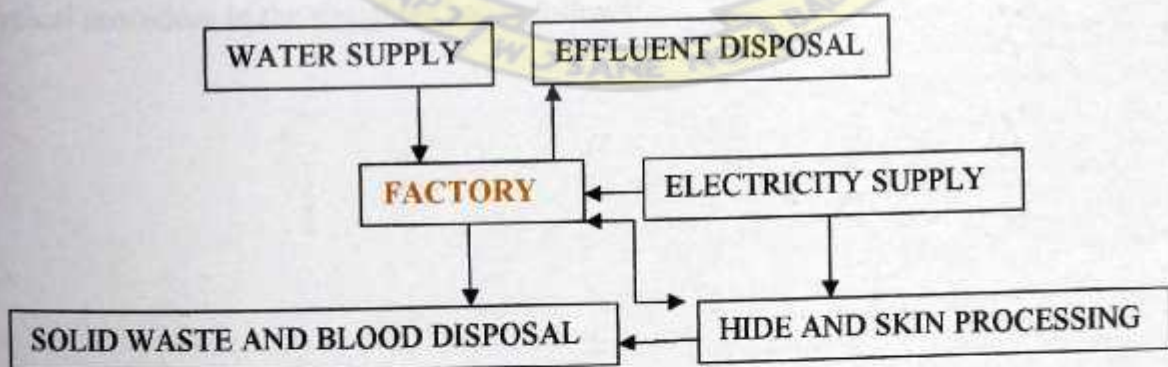 WATER SUPPLY
EFFLUENT DISPOSAL
FACTORY
ELECTRICITY SUPPLY
SOLID WASTE AND BLOOD DISPOSAL
HIDE AND SKIN PROCESSING